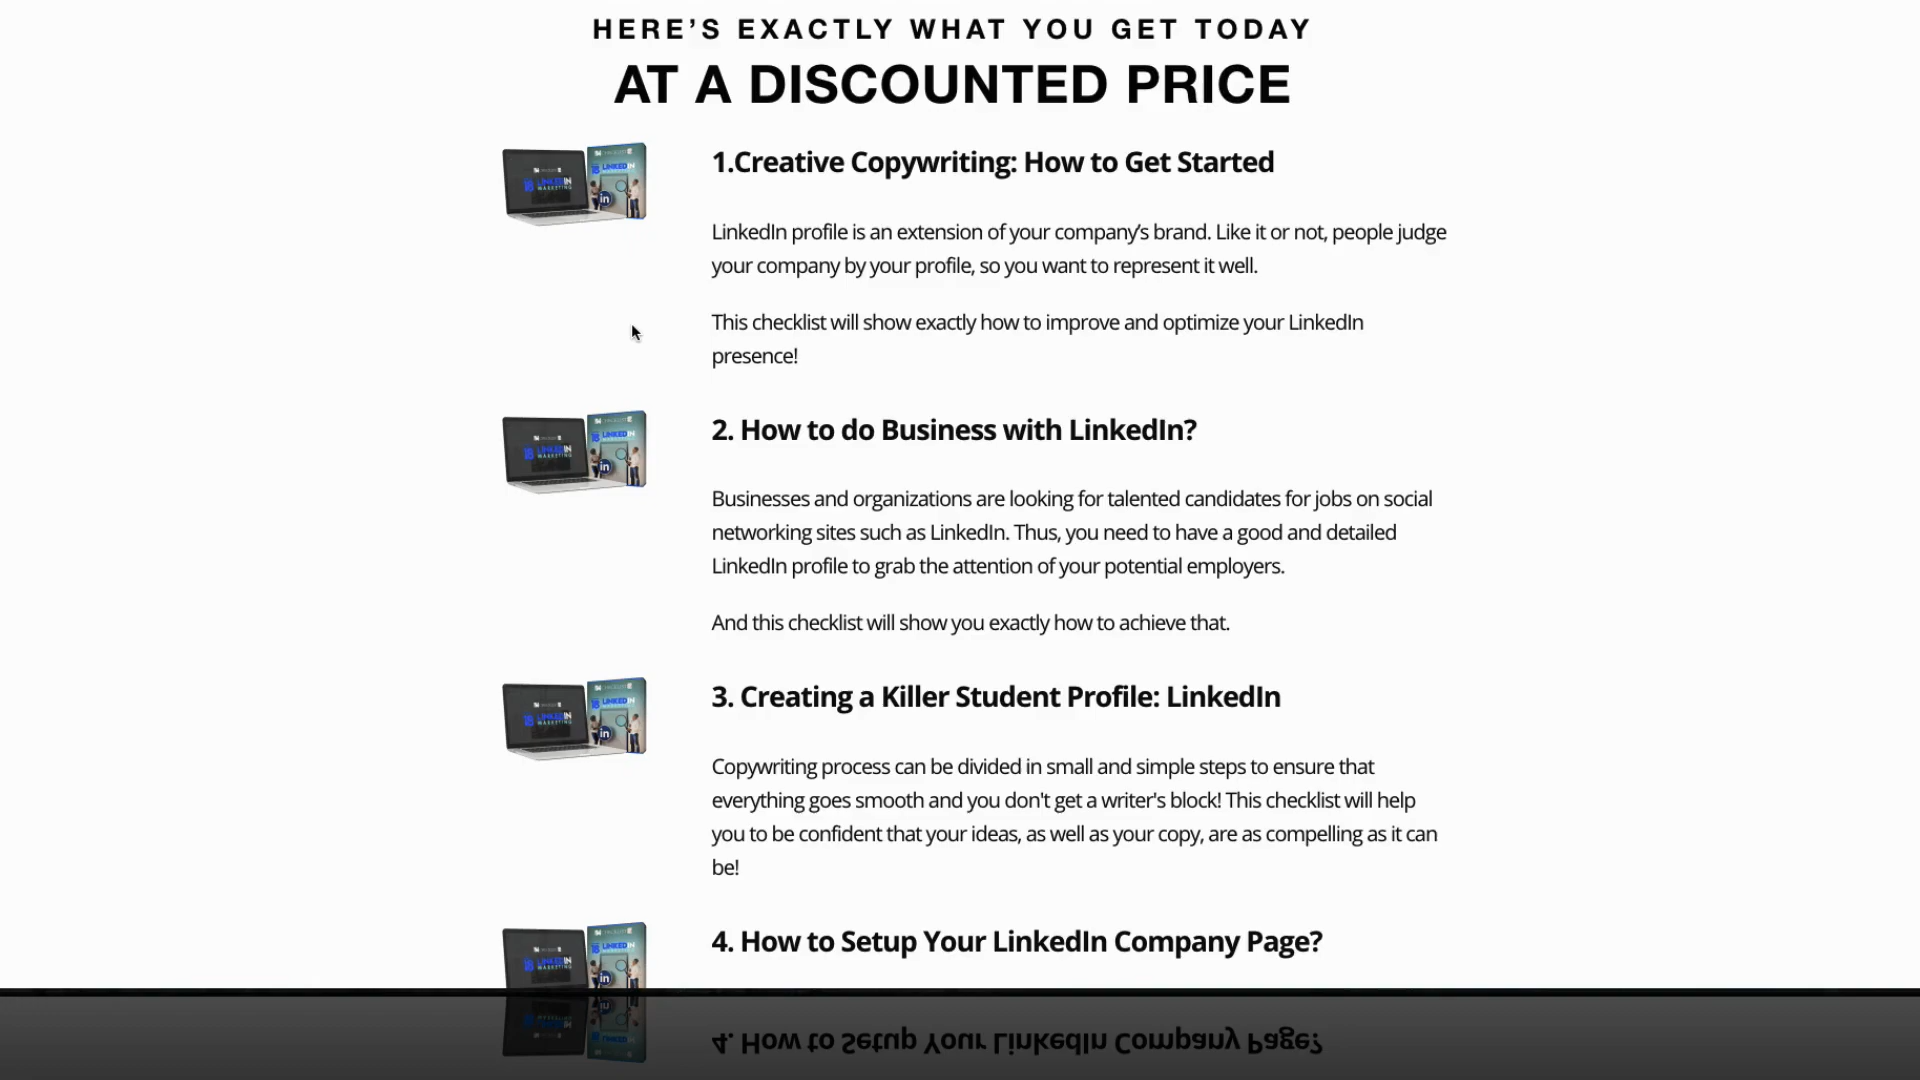 HERE’S EXACTLY WHAT YOU GET TODAY
AT A DISCOUNTED PRICE
1.Creative Copywriting: How to Get Started
LinkedIn profile is an extension of your company’s brand. Like it or not, people judge
your company by your profile, so you want to represent it well.
This checklist will show exactly how to improve and optimize your LinkedIn
presence!
2. How to do Business with LinkedIn?
Businesses and organizations are looking for talented candidates for jobs on social
networking sites such as LinkedIn. Thus, you need to have a good and detailed
LinkedIn profile to grab the attention of your potential employers.
And this checklist will show you exactly how to achieve that.
3. Creating a Killer Student Profile: LinkedIn
Copywriting process can be divided in small and simple steps to ensure that
everything goes smooth and you don't get a writer's block! This checklist will help
you to be confident that your ideas, as well as your copy, are as compelling as it can
be!
4. How to Setup Your LinkedIn Company Page?
4. How to Setup Your LinkedIn Company Page?